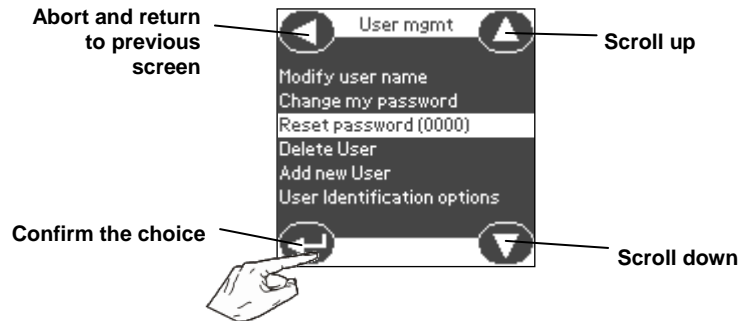 Abort and return
to previous
screen
User mgmt
Scroll up
Modify user name
Change my password
Reset password (0000)
Delete User
Add new User
User Identification options
Confirm the choice
Scroll down